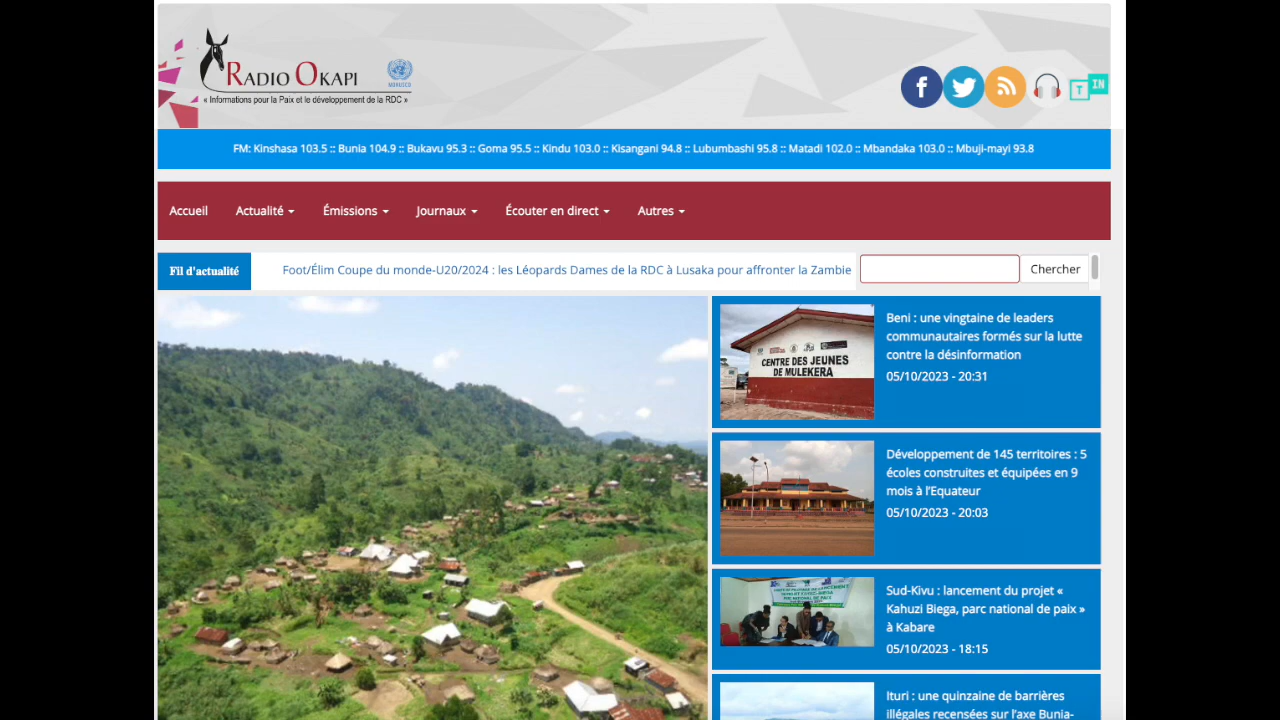 RADIO OKAPI
MONUSCO
« Informations pour la Paix et le développement de la RDC »
T IN
FM: Kinshasa 103.5 :: Bunia 104.9 :: Bukavu 95.3 :: Goma 95.5 :: Kindu 103.0 :: Kisangani 94.8 :: Lubumbashi 95.8 :: Matadi 102.0 :: Mbandaka 103.0 :: Mbuji-mayi 93.8
Accueil Actualité Émissions Journaux Écouter en direct Autres
Fil d'actualité
Foot/Élim Coupe du monde-U20/2024 : les Léopards Dames de la RDC à Lusaka pour affronter la Zambie
Chercher
CENTRE DES JEUNES
DE MULEKERA
Beni : une vingtaine de leaders
communautaires formés sur la lutte
contre la désinformation
05/10/2023 - 20:31
Développement de 145 territoires : 5
écoles construites et équipées en 9
mois à l'Equateur
05/10/2023 - 20:03
Sud-Kivu : lancement du projet «
Kahuzi Biega, parc national de paix »
à Kabare
05/10/2023 - 18:15
Ituri : une quinzaine de barrières
illégales recensées sur l'axe Bunia-